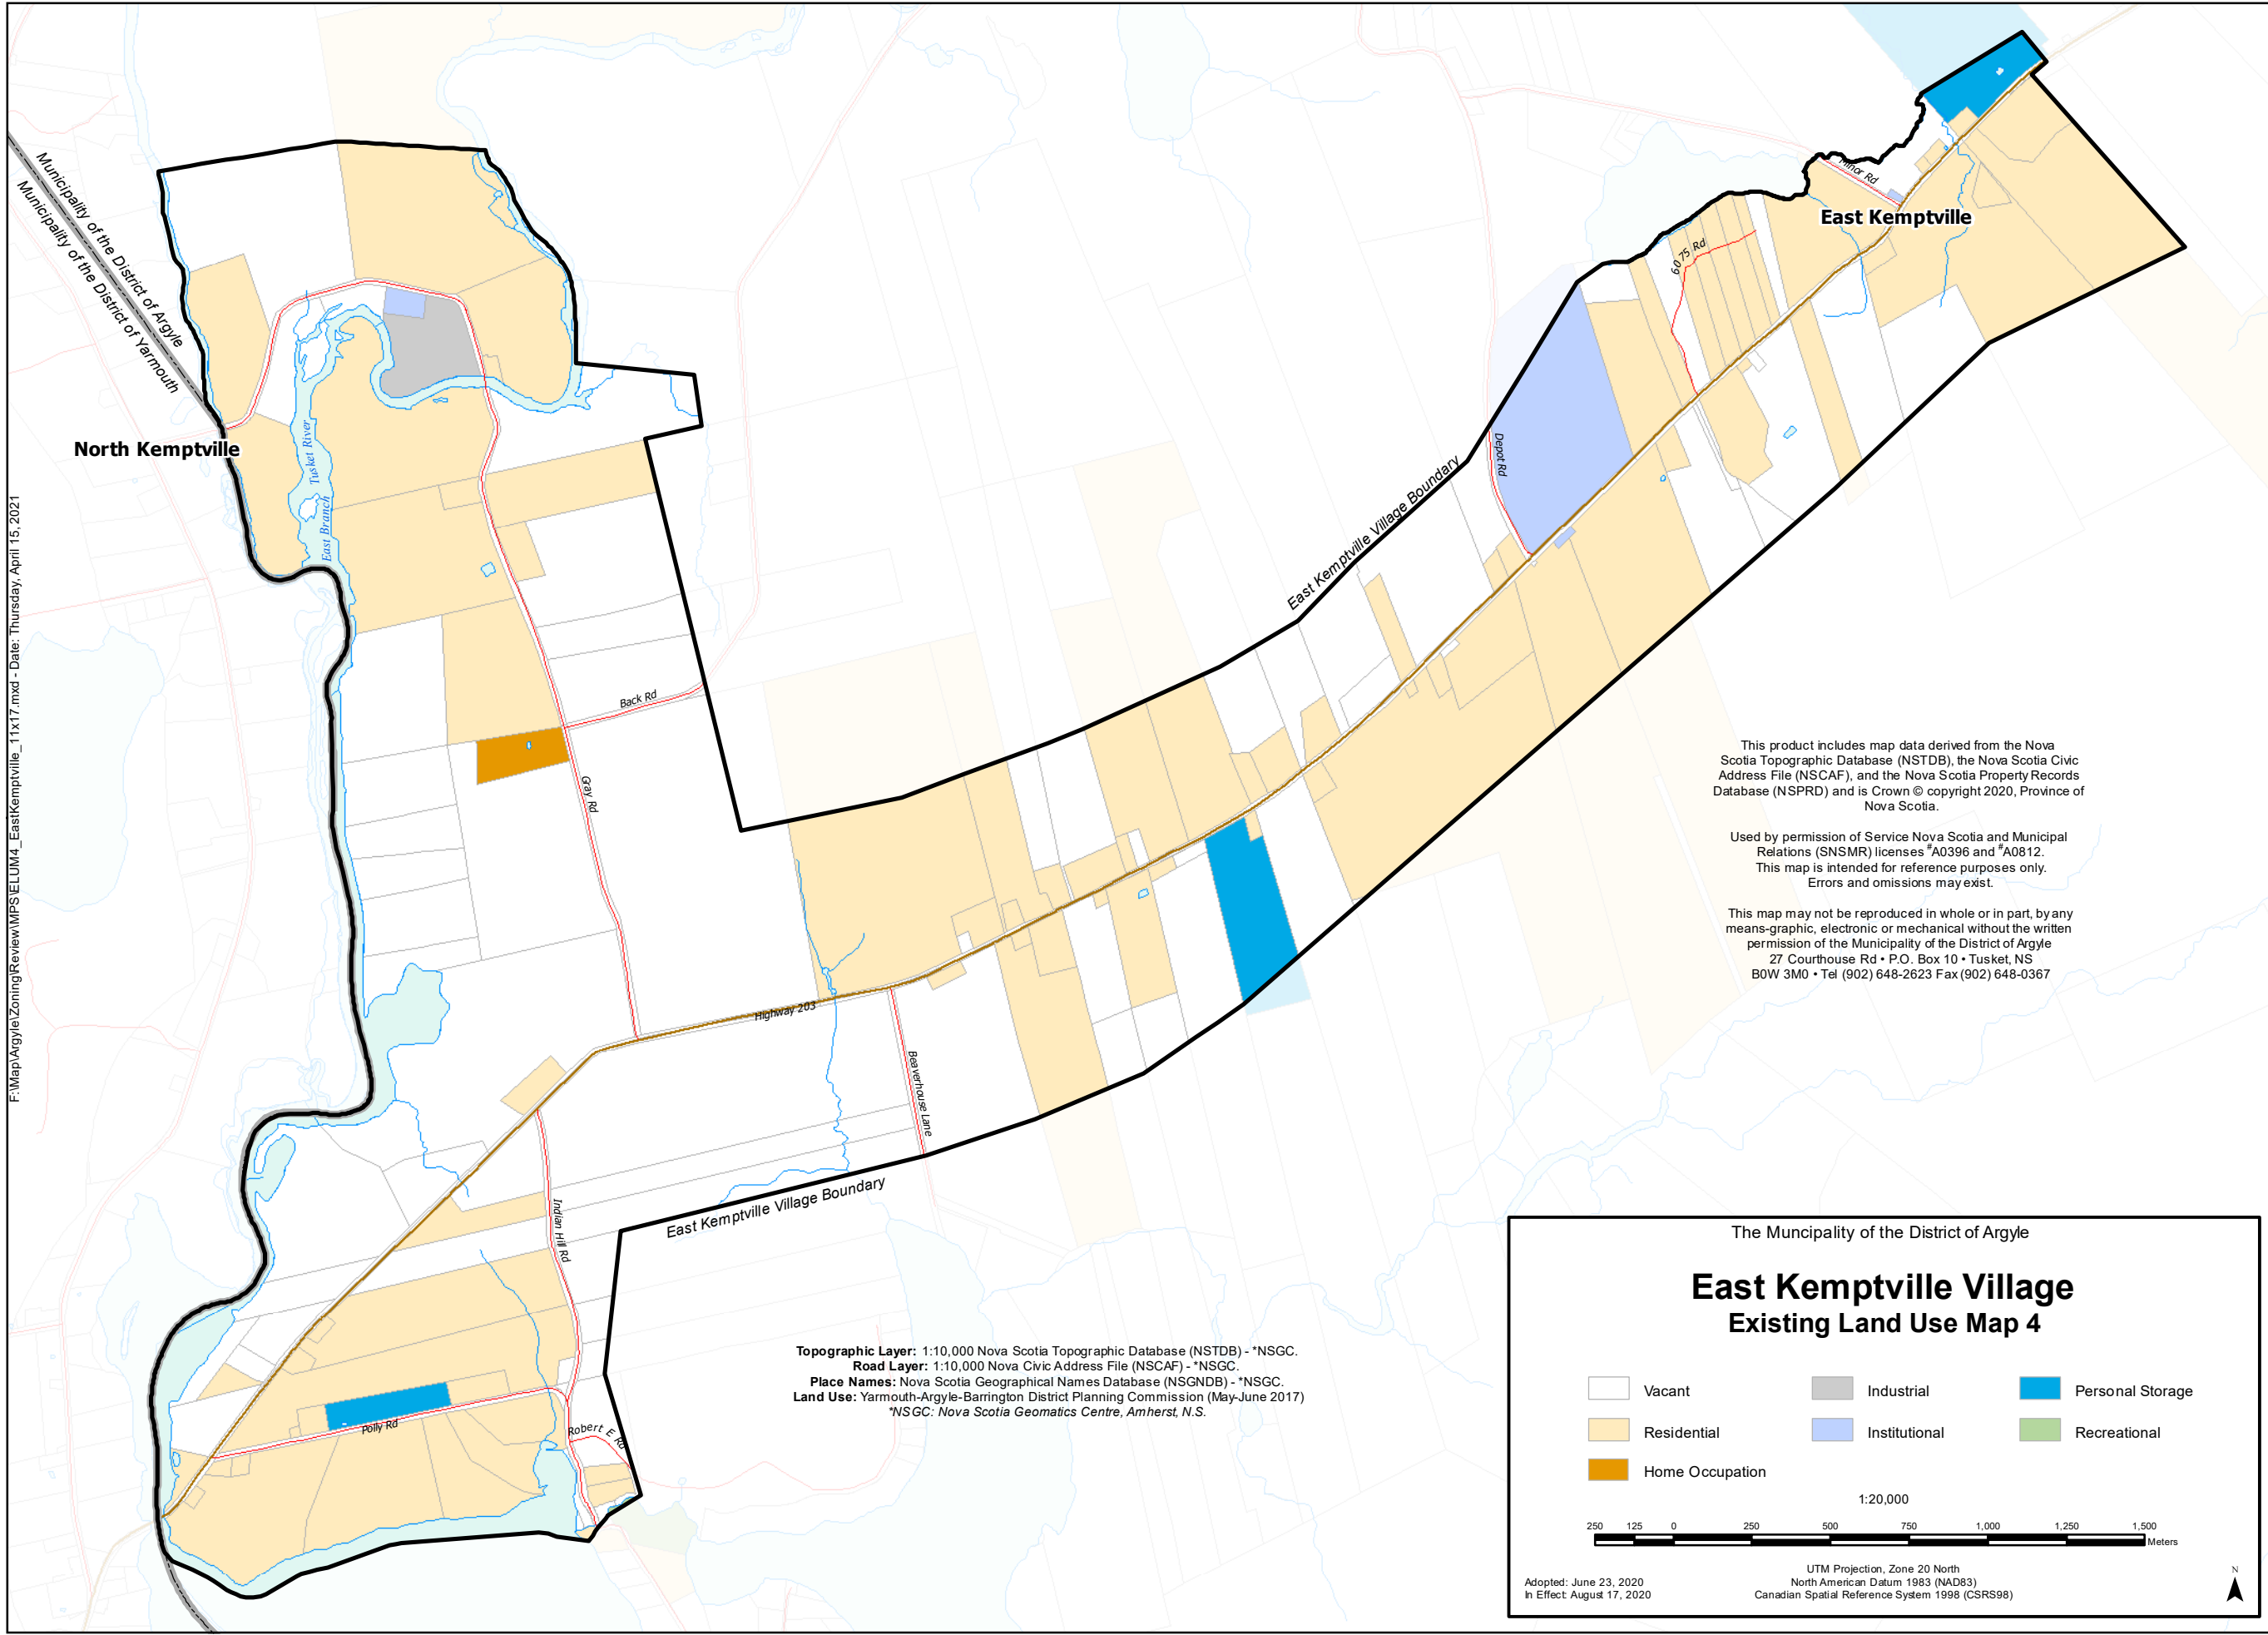 Municipality of the District of Argyle
Municipality of the District of Yarmouth
North Kemptville
Tusket River
East Branch
Back Rd
Gray Rd
Highway 203
Beaverhouse Lane
Indian Hill Rd
Polly Rd
Robert E Rd
East Kemptville Village Boundary
East Kemptville Village Boundary
Depot Rd
6075 Rd
Minor Rd
East Kemptville
F:\Map\Argyle\Zoning\Review\MPS\ELUM4_EastKemptville_11x17.mxd - Date: Thursday, April 15, 2021
This product includes map data derived from the Nova
Scotia Topographic Database (NSTDB), the Nova Scotia Civic
Address File (NSCAF), and the Nova Scotia Property Records
Database (NSPRD) and is Crown © copyright 2020, Province of
Nova Scotia.
Used by permission of Service Nova Scotia and Municipal
Relations (SNSMR) licenses #A0396 and #A0812.
This map is intended for reference purposes only.
Errors and omissions may exist.
This map may not be reproduced in whole or in part, by any
means-graphic, electronic or mechanical without the written
permission of the Municipality of the District of Argyle
27 Courthouse Rd • P.O. Box 10 • Tusket, NS
B0W 3M0 • Tel (902) 648-2623 Fax (902) 648-0367
Topographic Layer: 1:10,000 Nova Scotia Topographic Database (NSTDB) - *NSGC.
Road Layer: 1:10,000 Nova Civic Address File (NSCAF) - *NSGC.
Place Names: Nova Scotia Geographical Names Database (NSGNDB) - *NSGC.
Land Use: Yarmouth-Argyle-Barrington District Planning Commission (May-June 2017)
*NSGC: Nova Scotia Geomatics Centre, Amherst, N.S.
The Muncipality of the District of Argyle
East Kemptville Village
Existing Land Use Map 4
Vacant
Industrial
Personal Storage
Residential
Institutional
Recreational
Home Occupation
1:20,000
250 125 0 250 500 750 1,000 1,250 1,500
Meters
UTM Projection, Zone 20 North
North American Datum 1983 (NAD83)
Canadian Spatial Reference System 1998 (CSRS98)
Adopted: June 23, 2020
In Effect: August 17, 2020
N